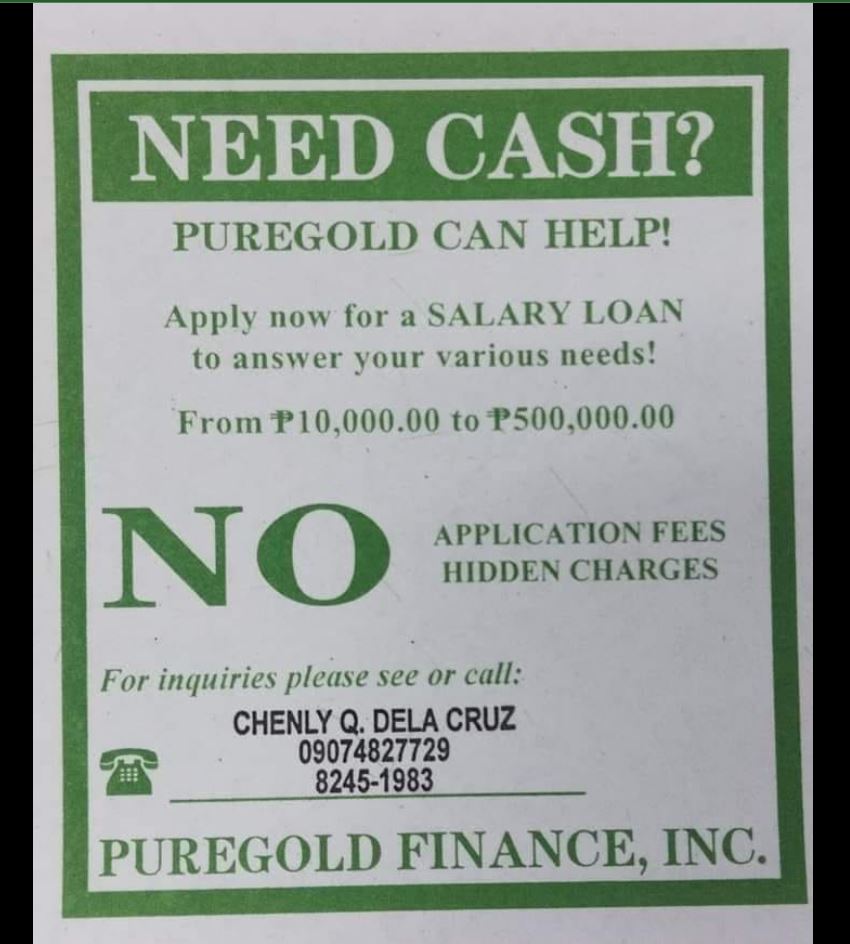 NEED CASH?
PUREGOLD CAN HELP!
Apply now for a SALARY LOAN
to answer your various needs!
From ₱10,000.00 to ₱500,000.00
NO
APPLICATION FEES
HIDDEN CHARGES
For inquiries please see or call:
CHENLY Q. DELA CRUZ
09074827729
8245-1983
PUREGOLD FINANCE, INC.